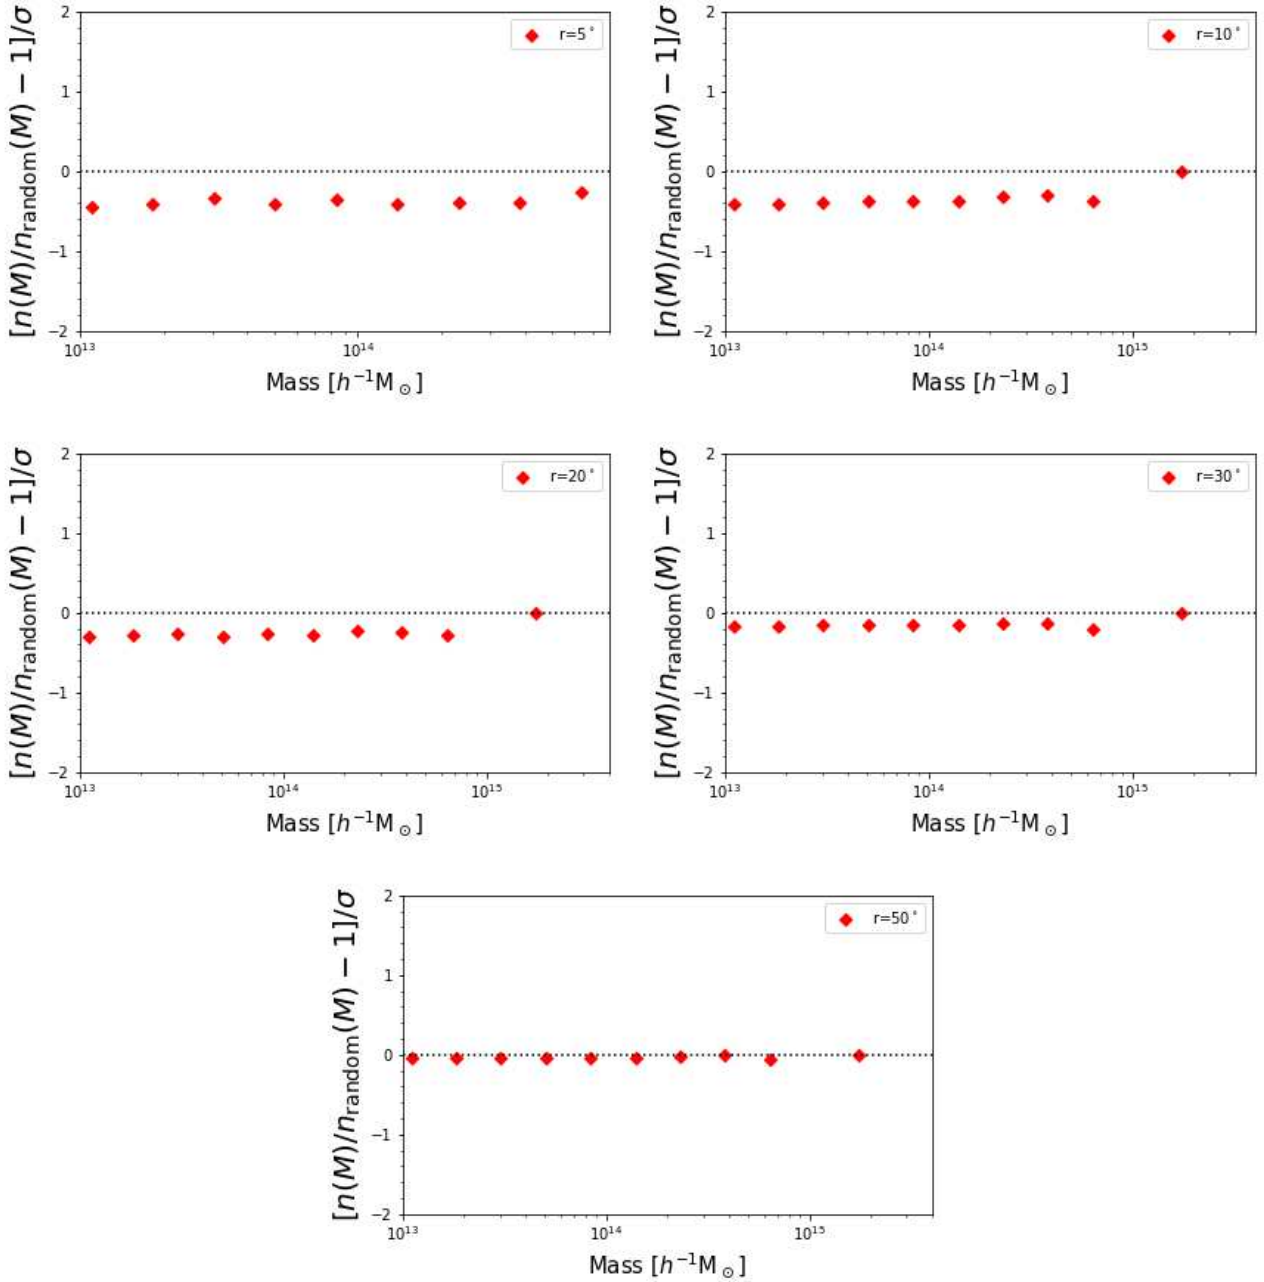 r=5°
[n(M)/n_random(M) − 1]/σ
2
1
0
−1
−2
10^13
10^14
Mass [h^−1 M_⊙]
r=10°
[n(M)/n_random(M) − 1]/σ
2
1
0
−1
−2
10^13
10^14
10^15
Mass [h^−1 M_⊙]
r=20°
[n(M)/n_random(M) − 1]/σ
2
1
0
−1
−2
10^13
10^14
10^15
Mass [h^−1 M_⊙]
r=30°
[n(M)/n_random(M) − 1]/σ
2
1
0
−1
−2
10^13
10^14
10^15
Mass [h^−1 M_⊙]
r=50°
[n(M)/n_random(M) − 1]/σ
2
1
0
−1
−2
10^13
10^14
10^15
Mass [h^−1 M_⊙]